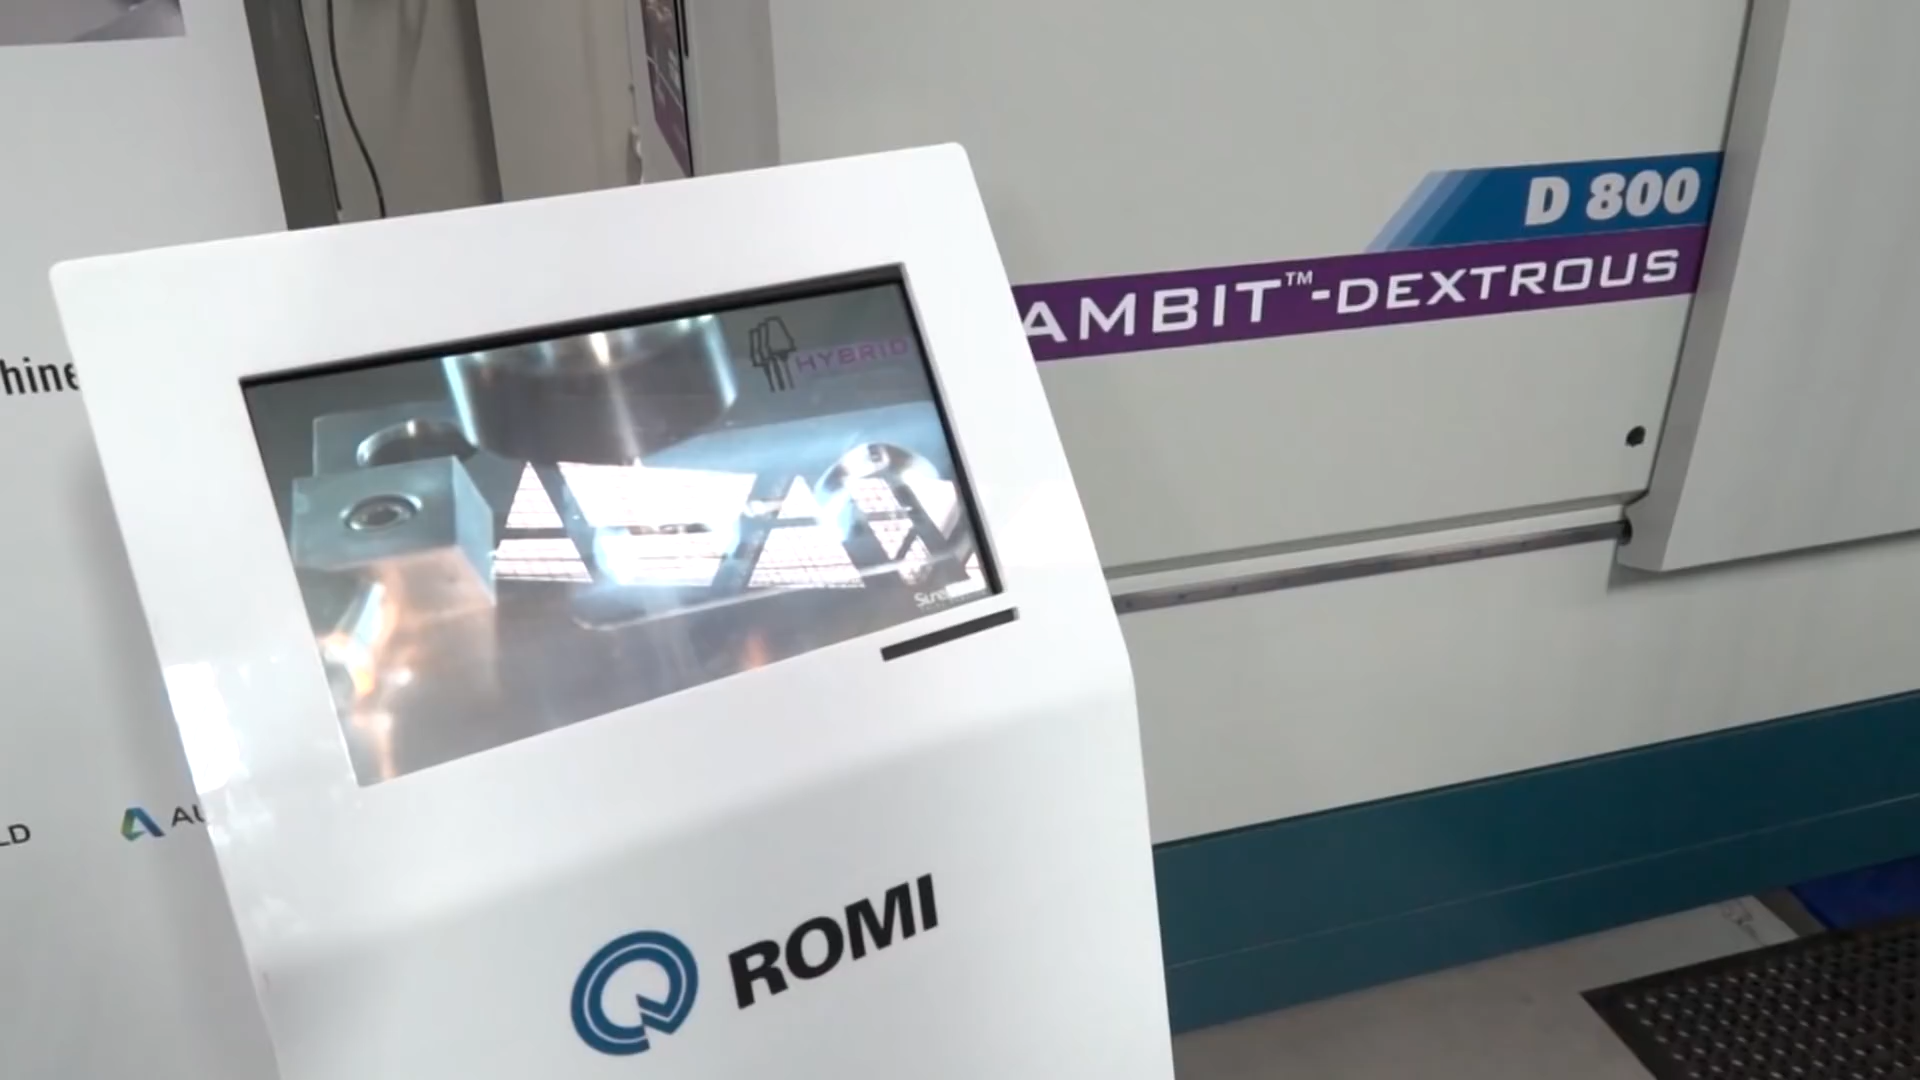 D 800
AMBIT™-DEXTROUS
HYBRID
hine
LD
AU
ROMI